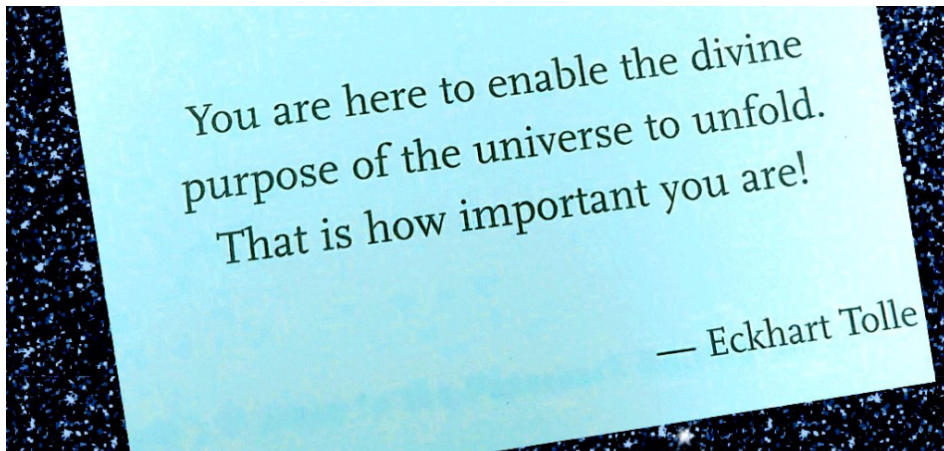 You are here to enable the divine
purpose of the universe to unfold.
That is how important you are!
— Eckhart Tolle